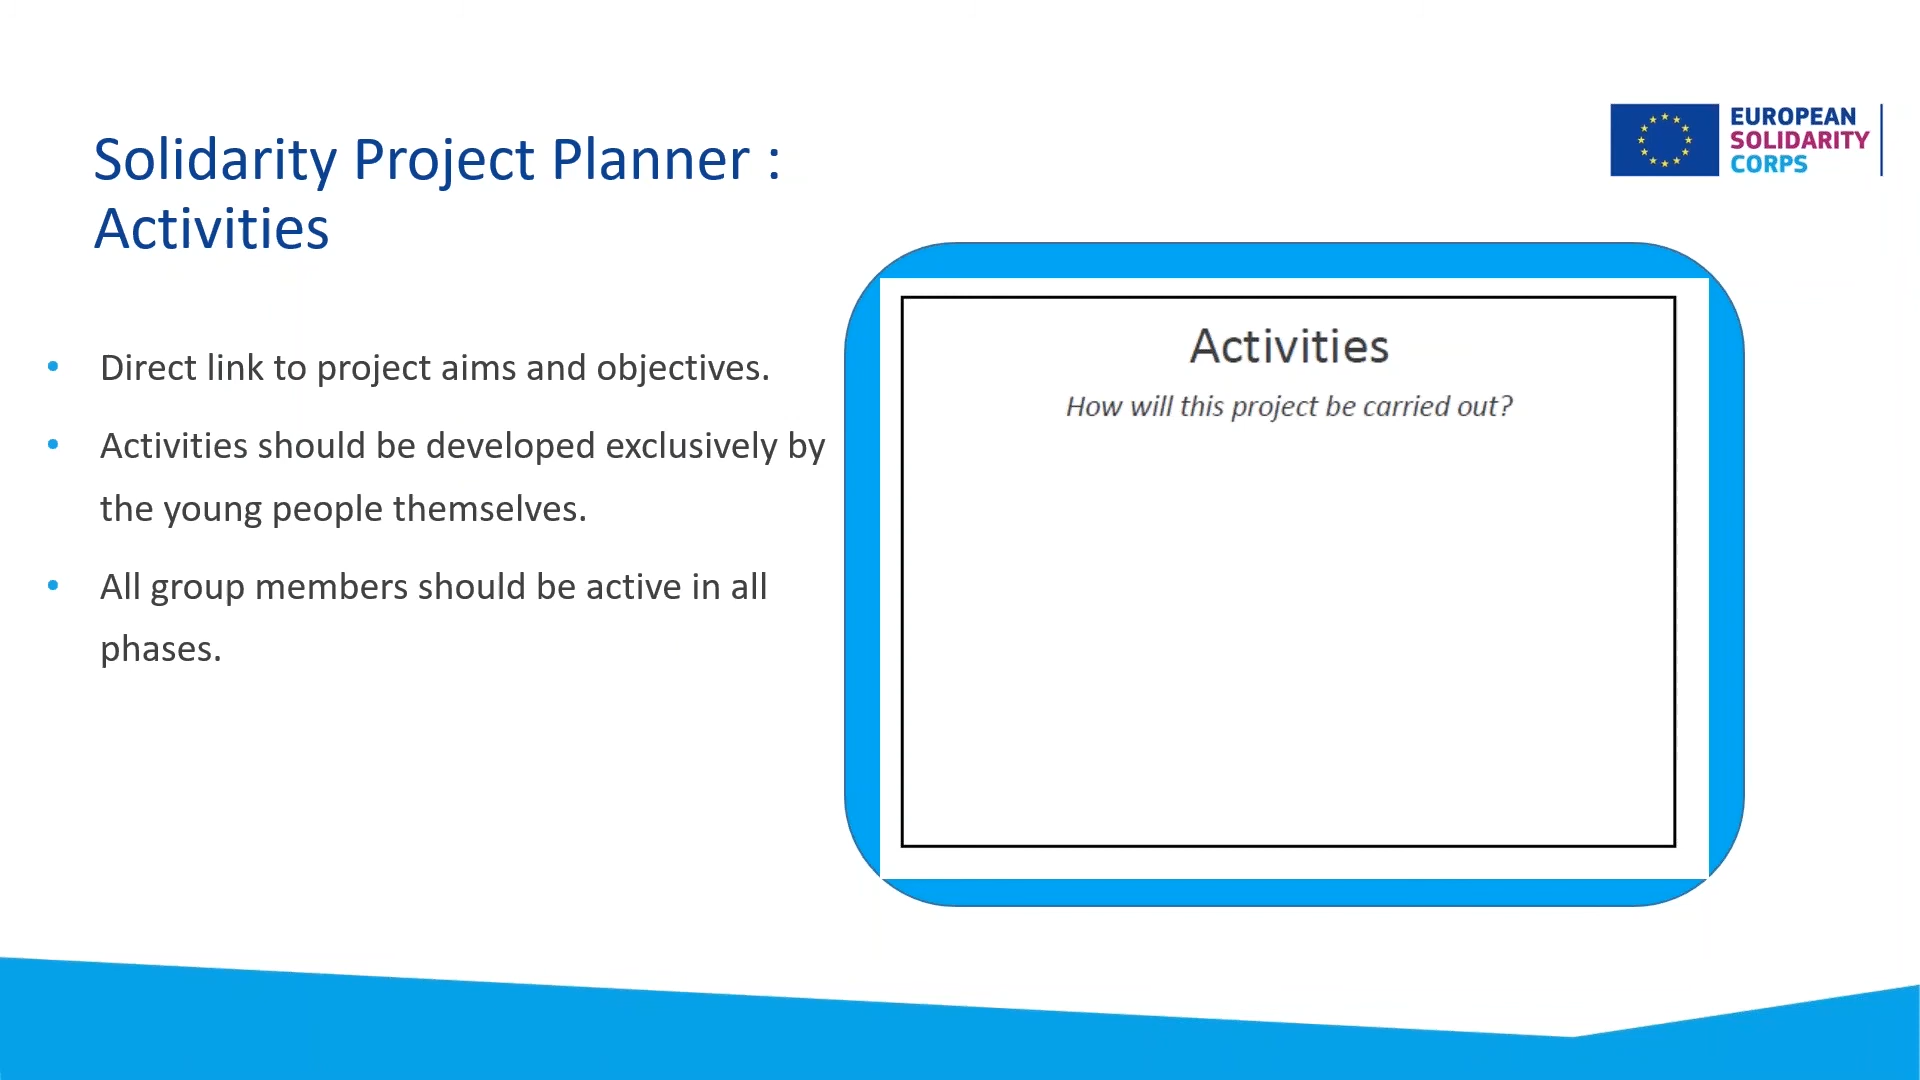 EUROPEAN
SOLIDARITY
CORPS
Solidarity Project Planner :
Activities
• Direct link to project aims and objectives.
• Activities should be developed exclusively by
the young people themselves.
• All group members should be active in all
phases.
Activities
How will this project be carried out?